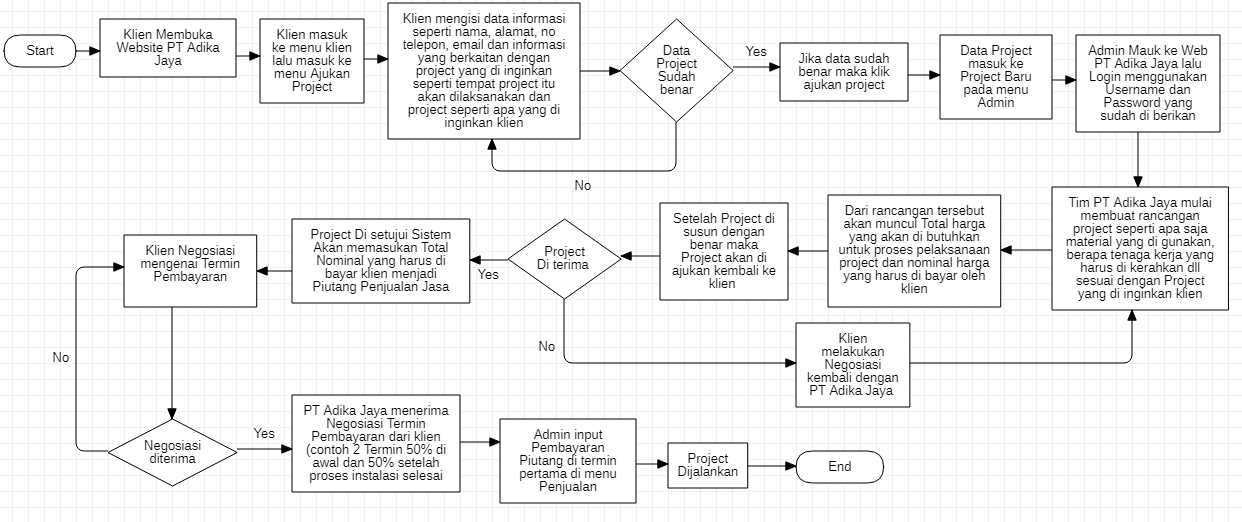 Start
Klien Membuka
Website PT Adika
Jaya
Klien masuk
ke menu klien
lalu masuk ke
menu Ajukan
Project
Klien mengisi data informasi
seperti nama, alamat, no
telepon, email dan informasi
yang berkaitan dengan
project yang di inginkan
seperti tempat project itu
akan dilaksanakan dan
project seperti apa yang di
inginkan klien
Data
Project
Sudah
benar
Yes
No
Jika data sudah
benar maka klik
ajukan project
Data Project
masuk ke
Project Baru
pada menu
Admin
Admin Mauk ke Web
PT Adika Jaya lalu
Login menggunakan
Username dan
Password yang
sudah di berikan
Tim PT Adika Jaya mulai
membuat rancangan
project seperti apa saja
material yang di gunakan,
berapa tenaga kerja yang
harus di kerahkan dll
sesuai dengan Project
yang di inginkan klien
Dari rancangan tersebut
akan muncul Total harga
yang akan di butuhkan
untuk proses pelaksanaan
project dan nominal harga
yang harus di bayar oleh
klien
Setelah Project di
susun dengan
benar maka
Project akan di
ajukan kembali ke
klien
Project
Di terima
Yes
No
Klien
melakukan
Negosiasi
kembali dengan
PT Adika Jaya
Project Di setujui Sistem
Akan memasukan Total
Nominal yang harus di
bayar klien menjadi
Piutang Penjualan Jasa
Klien Negosiasi
mengenai Termin
Pembayaran
Negosiasi
diterima
No
Yes
PT Adika Jaya menerima
Negosiasi Termin
Pembayaran dari klien
(contoh 2 Termin 50% di
awal dan 50% setelah
proses instalasi selesai
Admin input
Pembayaran
Piutang di termin
pertama di menu
Penjualan
Project
Dijalankan
End